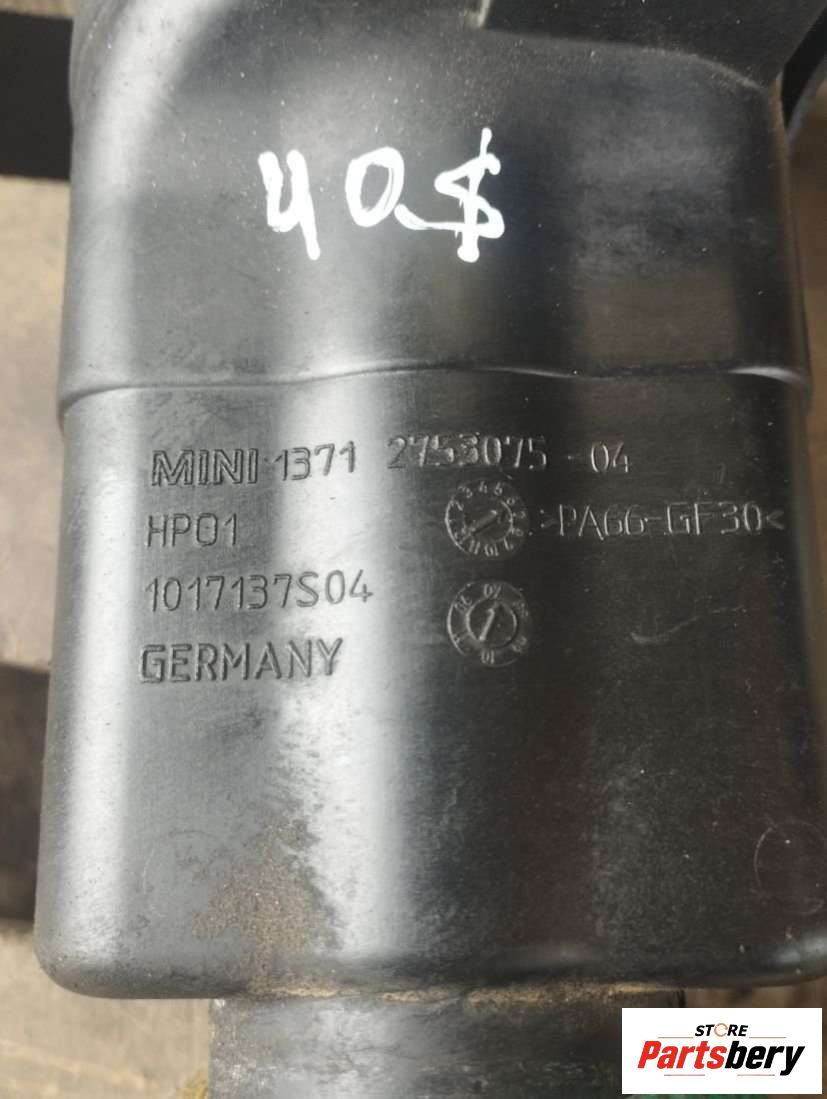 40$
MINI 1371 2753075-04
HP01 >PA66-GF30<
1017137S04
GERMANY
STORE
Partsbery